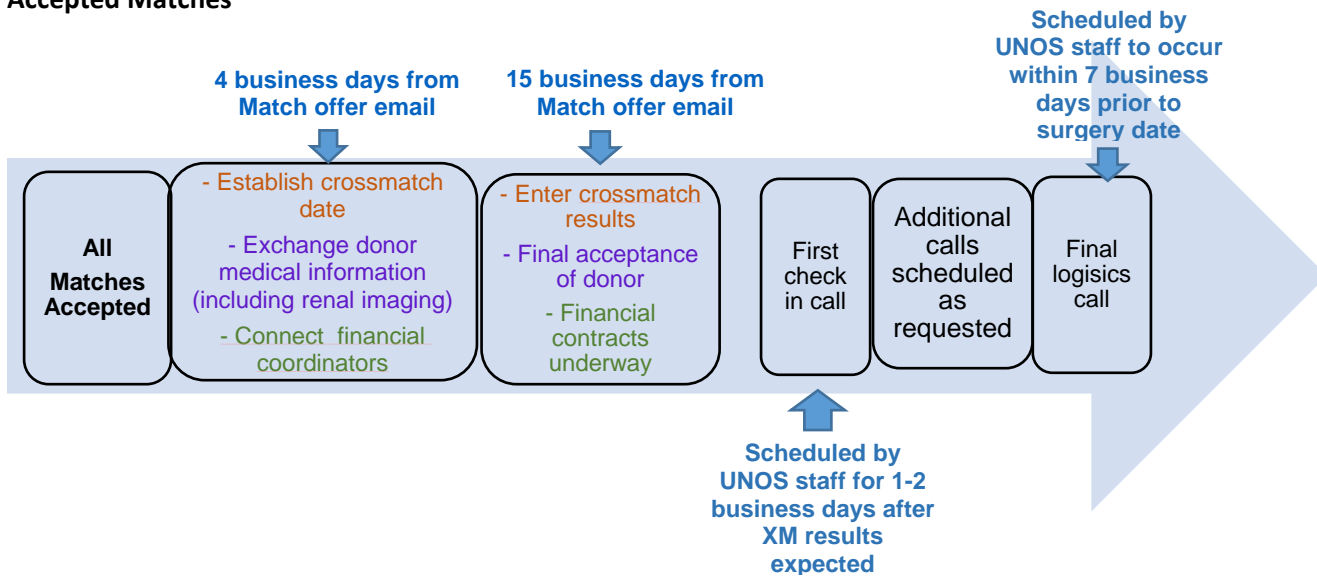 Accepted Matches
4 business days from
Match offer email
15 business days from
Match offer email
Scheduled by
UNOS staff to occur
within 7 business
days prior to
surgery date
All
Matches
Accepted
- Establish crossmatch
date
- Exchange donor
medical information
(including renal imaging)
- Connect financial
coordinators
- Enter crossmatch
results
- Final acceptance
of donor
- Financial
contracts
underway
First
check
in call
Additional
calls
scheduled
as
requested
Final
logisics
call
Scheduled by
UNOS staff for 1-2
business days after
XM results
expected